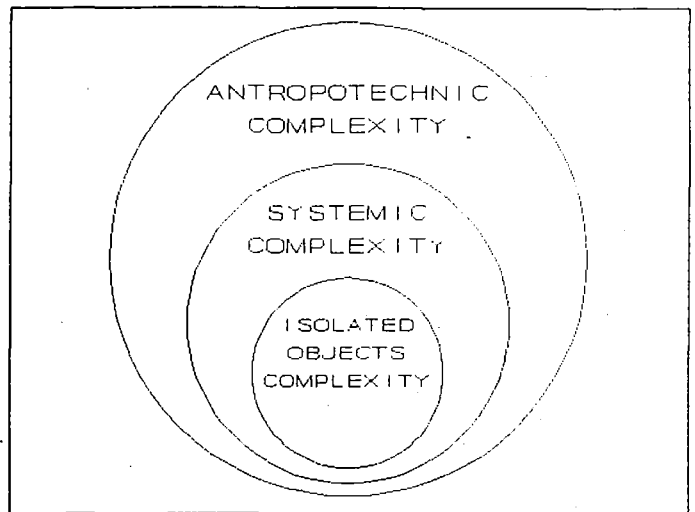 ANTROPOTECHNIC
COMPLEXITY
SYSTEMIC
COMPLEXITY
ISOLATED
OBJECTS
COMPLEXITY